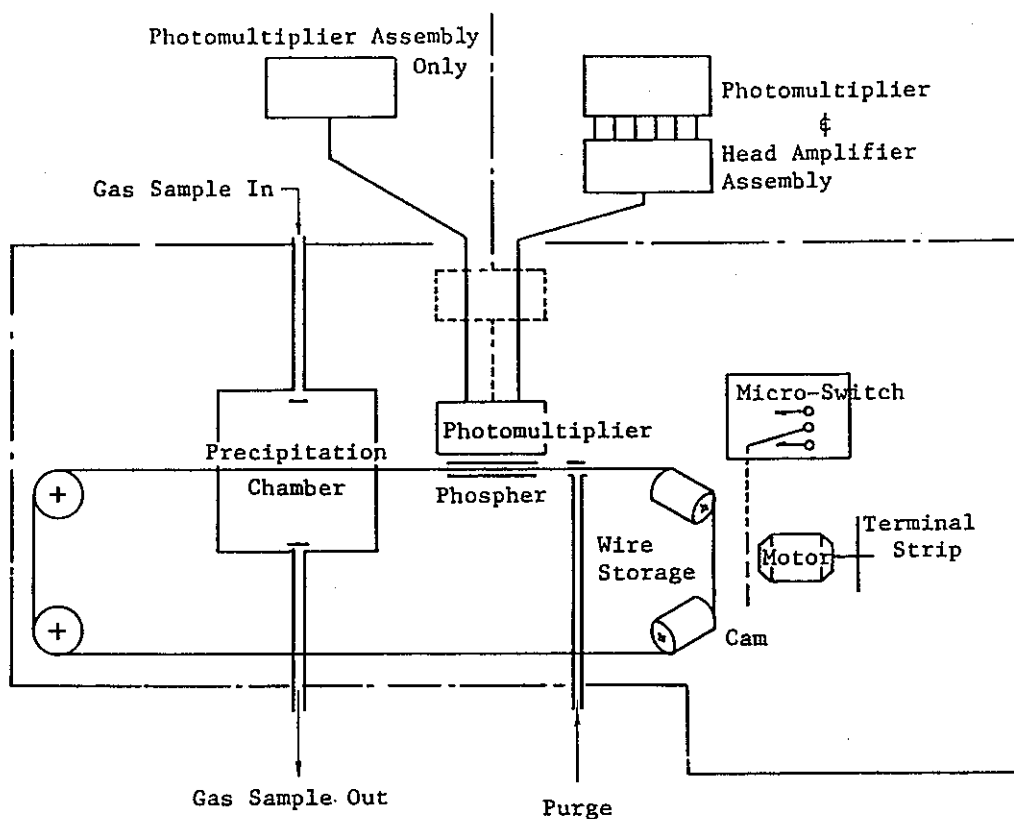 Photomultiplier Assembly
Only
Photomultiplier
¢
Head Amplifier
Assembly
Gas Sample In
Micro-Switch
Photomultiplier
Precipitation
Chamber
Phospher
Wire
Storage
Motor
Terminal
Strip
Cam
Gas Sample Out
Purge